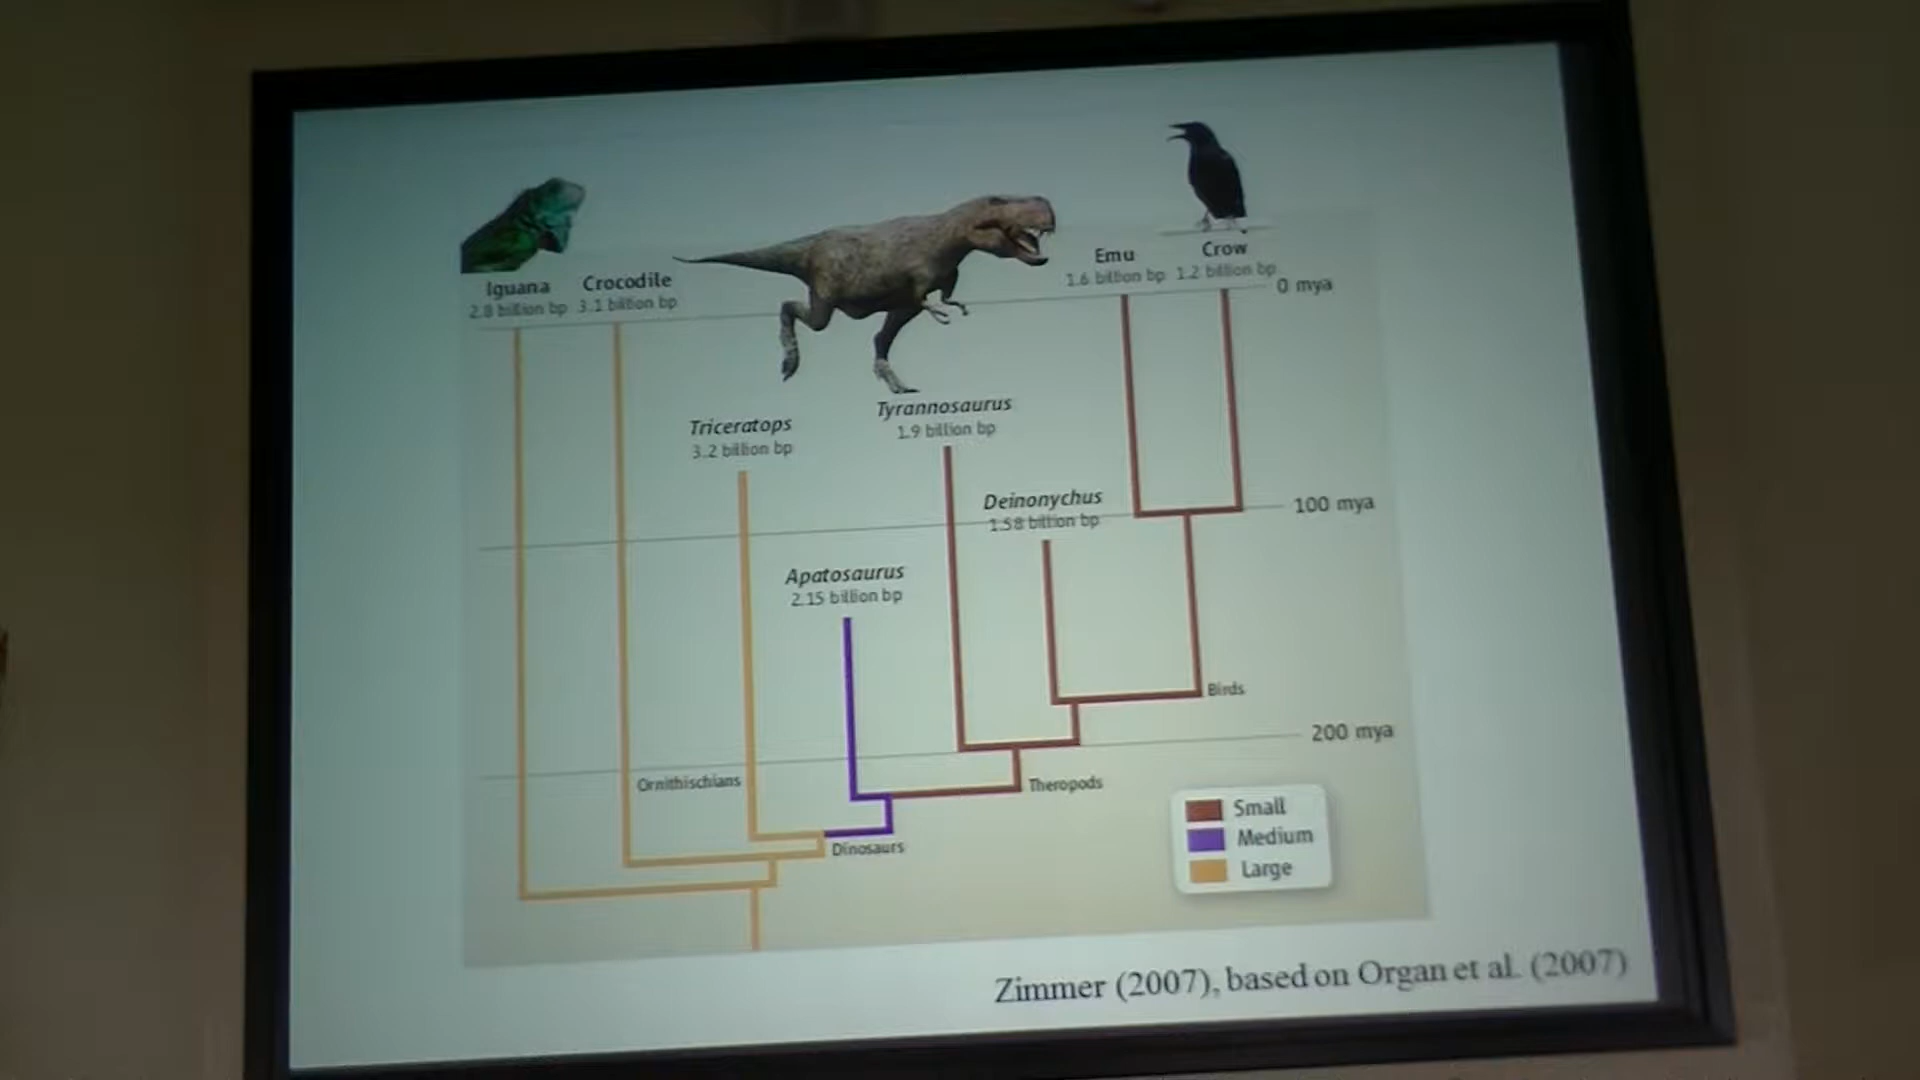 Iguana
2.8 billion bp
Crocodile
3.1 billion bp
Emu
1.6 billion bp
Crow
1.2 billion bp
0 mya
Triceratops
3.2 billion bp
Tyrannosaurus
1.9 billion bp
Deinonychus
1.58 billion bp
100 mya
Apatosaurus
2.15 billion bp
Birds
200 mya
Ornithischians
Theropods
Dinosaurs
Small
Medium
Large
Zimmer (2007), based on Organ et al. (2007)